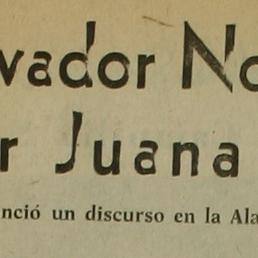 vador No
r Juana
nció un discurso en la Ala